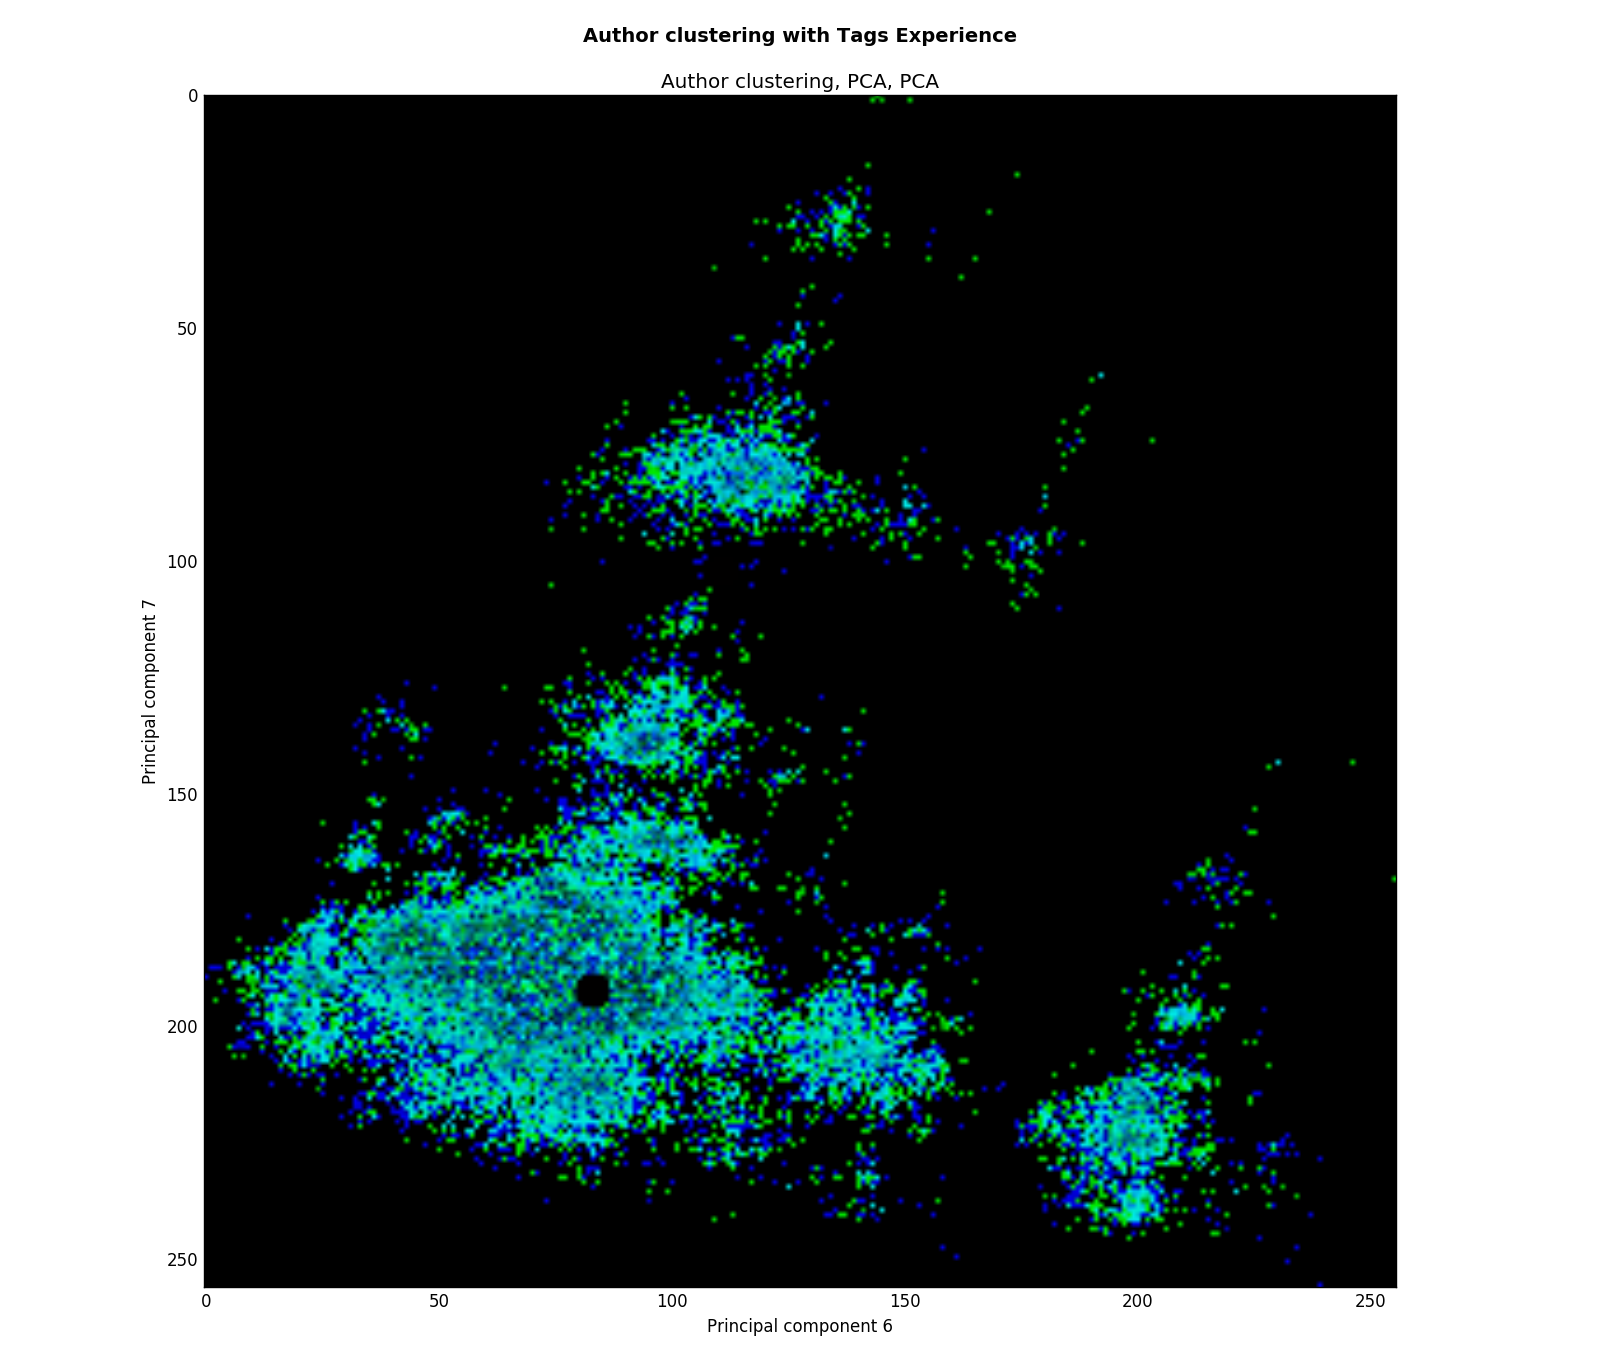 Author clustering with Tags Experience
Author clustering, PCA, PCA
0
50
100
150
200
250
Principal component 7
0 50 100 150 200 250
Principal component 6